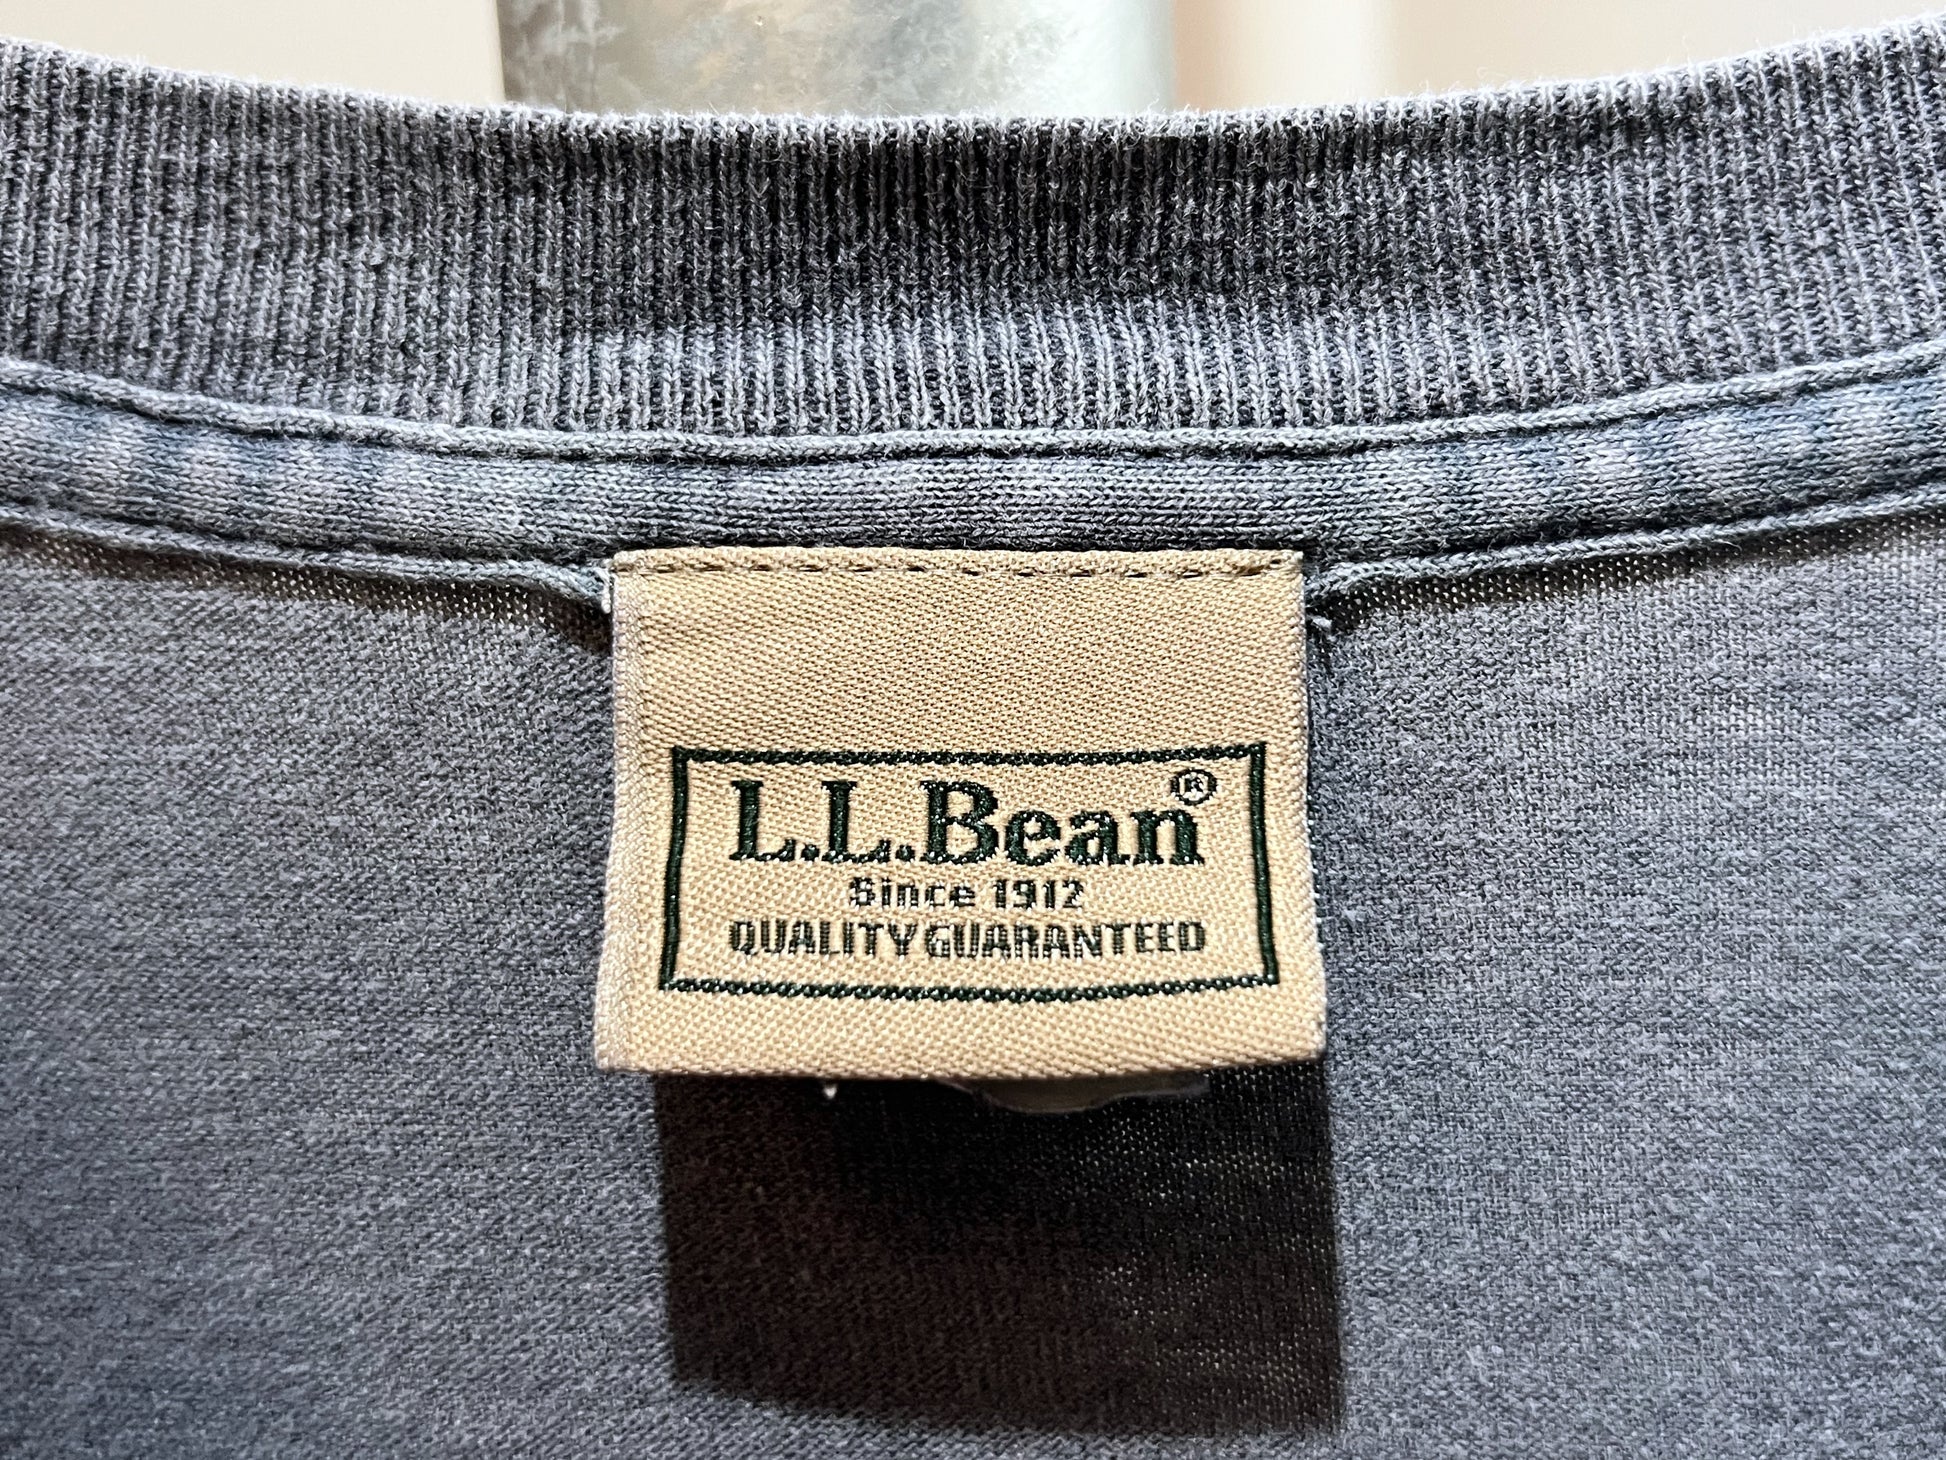 L.L.Bean®
Since 1912
QUALITY GUARANTEED